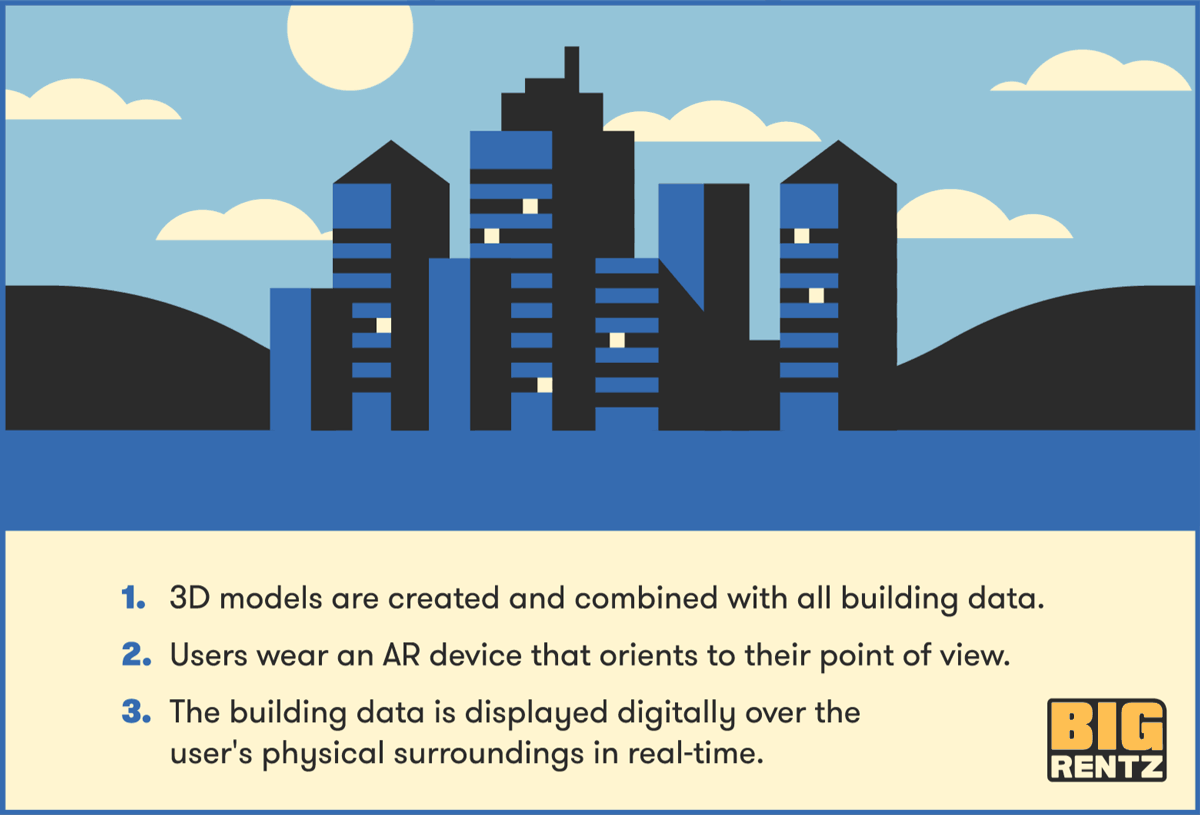 1. 3D models are created and combined with all building data.
2. Users wear an AR device that orients to their point of view.
3. The building data is displayed digitally over the
user's physical surroundings in real-time.
BIG
RENTZ